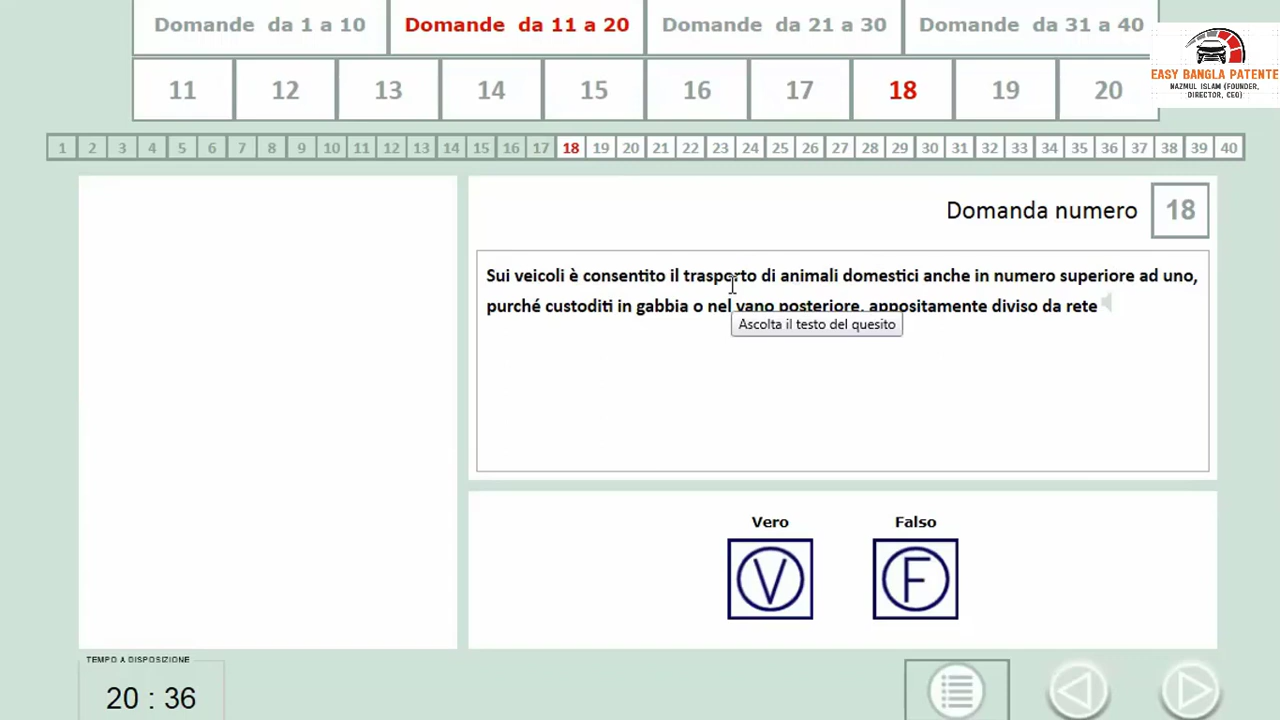 Domande da 1 a 10 Domande da 11 a 20 Domande da 21 a 30 Domande da 31 a 40
11 12 13 14 15 16 17 18 19 20
EASY BANGLA PATENTE
NAZMUL ISLAM (FOUNDER,
DIRECTOR, CEO)
1 2 3 4 5 6 7 8 9 10 11 12 13 14 15 16 17 18 19 20 21 22 23 24 25 26 27 28 29 30 31 32 33 34 35 36 37 38 39 40
Domanda numero 18
Sui veicoli è consentito il trasporto di animali domestici anche in numero superiore ad uno,
purché custoditi in gabbia o nel vano posteriore, appositamente diviso da rete
Ascolta il testo del quesito
Vero Falso
V F
TEMPO A DISPOSIZIONE
20 : 36